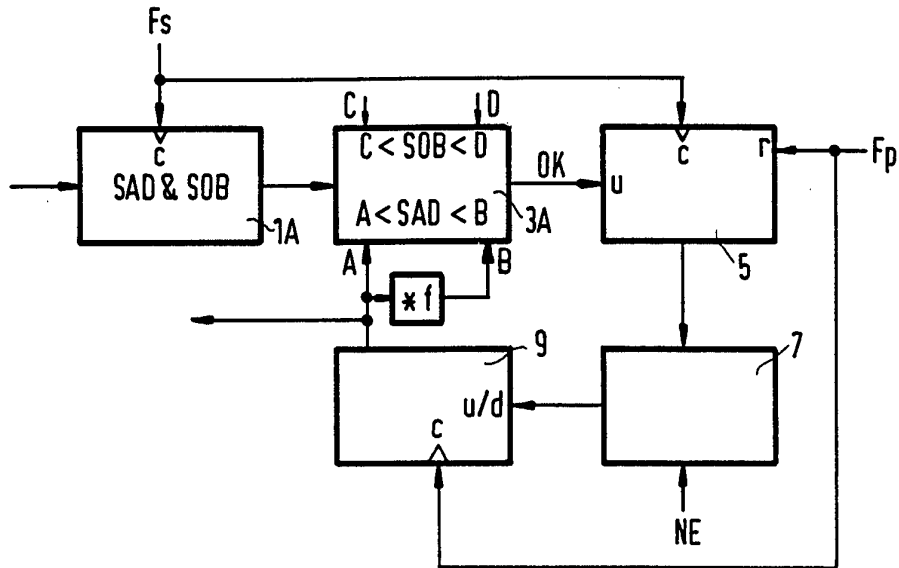 Fs
C
D
c
SAD & SOB
1A
C < SOB < D
A < SAD < B
3A
OK
u
c
r
Fp
5
A
B
* f
9
u/d
c
7
NE